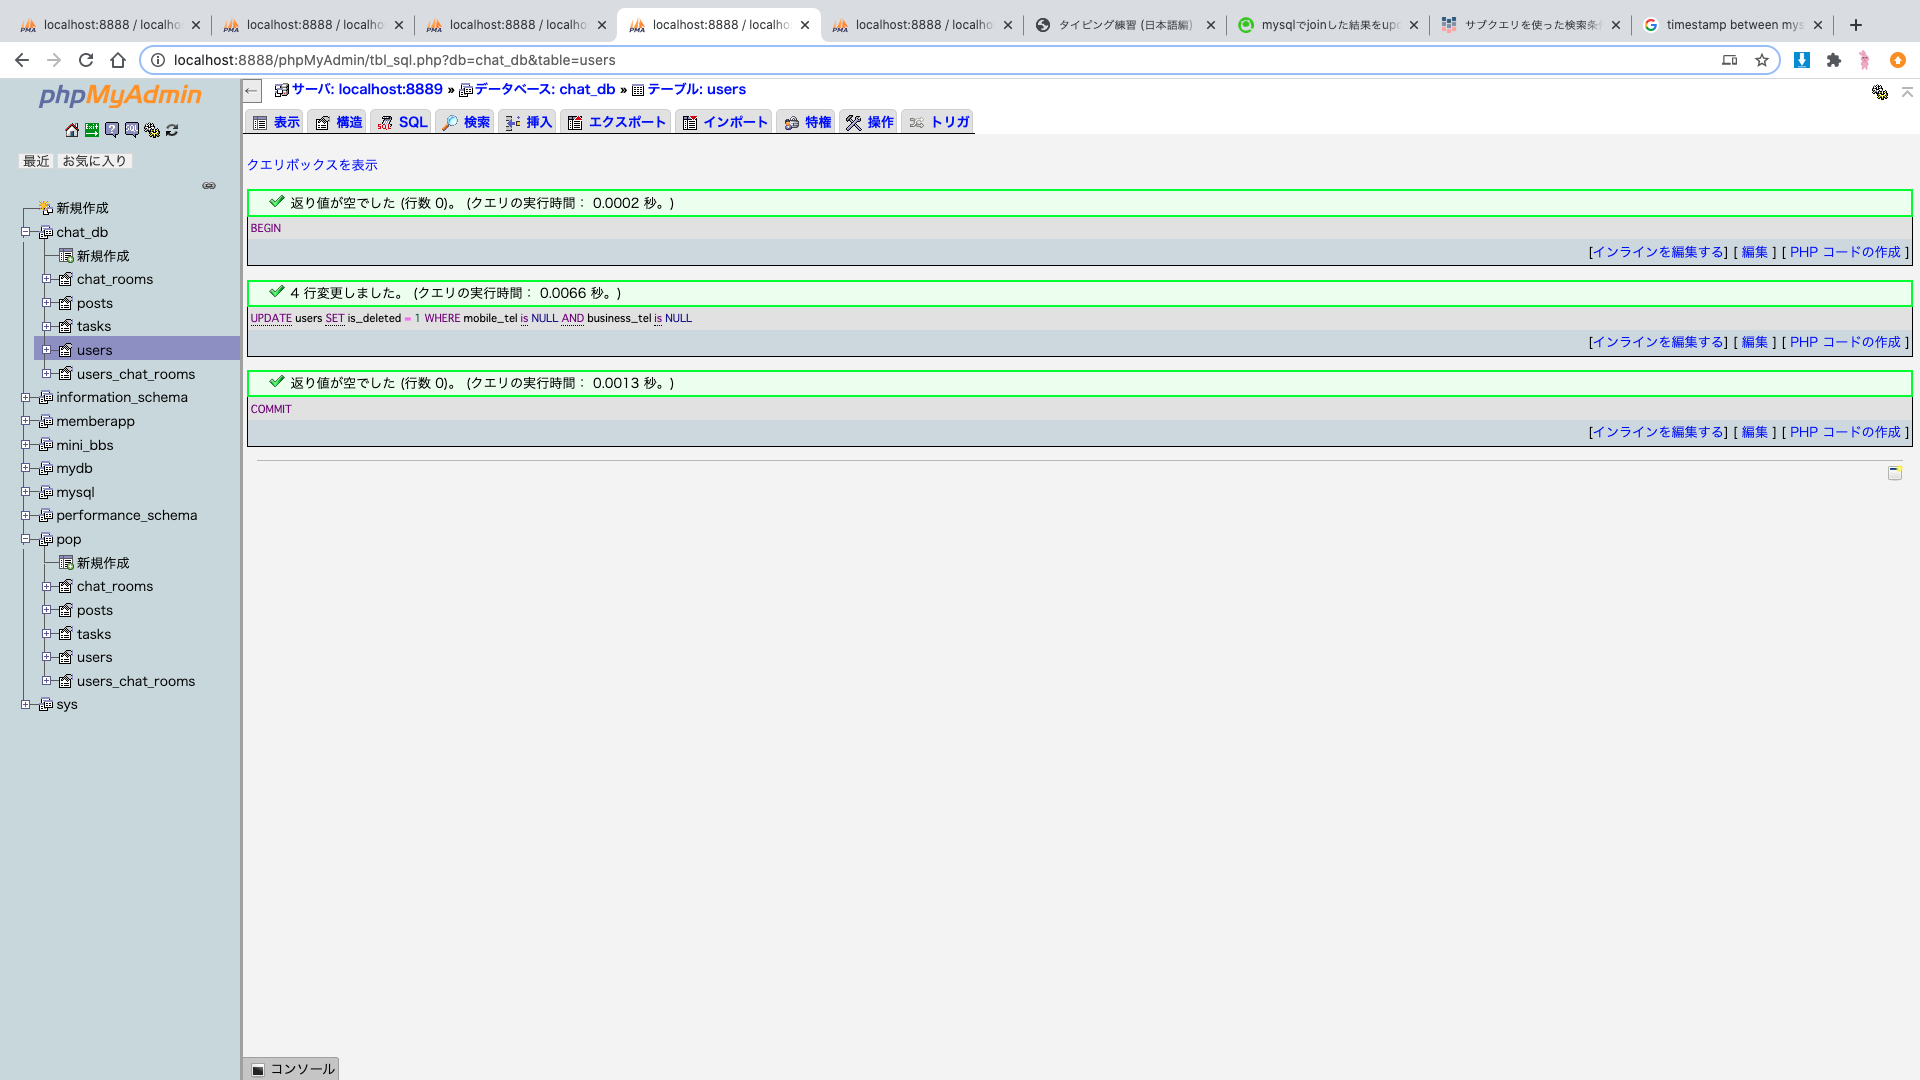 localhost:8888 / localho
localhost:8888 / localho
localhost:8888 / localho
localhost:8888 / localho
localhost:8888 / localho
タイピング練習 (日本語編)
mysqlでjoinした結果をup
サブクエリを使った検索条
timestamp between mys
localhost:8888/phpMyAdmin/tbl_sql.php?db=chat_db&table=users
phpMyAdmin
最近 お気に入り
新規作成
chat_db
新規作成
chat_rooms
posts
tasks
users
users_chat_rooms
information_schema
memberapp
mini_bbs
mydb
mysql
performance_schema
pop
新規作成
chat_rooms
posts
tasks
users
users_chat_rooms
sys
サーバ: localhost:8889 » データベース: chat_db » テーブル: users
表示 構造 SQL 検索 挿入 エクスポート インポート 特権 操作 トリガ
クエリボックスを表示
返り値が空でした (行数 0)。 (クエリの実行時間： 0.0002 秒。)
BEGIN
[インラインを編集する] [ 編集 ] [ PHP コードの作成 ]
4 行変更しました。 (クエリの実行時間： 0.0066 秒。)
UPDATE users SET is_deleted = 1 WHERE mobile_tel is NULL AND business_tel is NULL
[インラインを編集する] [ 編集 ] [ PHP コードの作成 ]
返り値が空でした (行数 0)。 (クエリの実行時間： 0.0013 秒。)
COMMIT
[インラインを編集する] [ 編集 ] [ PHP コードの作成 ]
コンソール